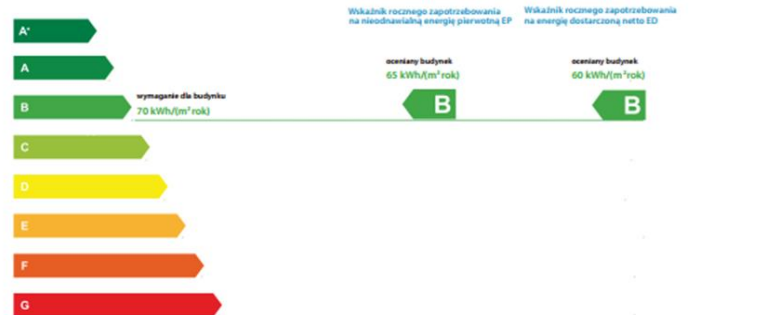 Wskaźnik rocznego zapotrzebowania
na nieodnawialną energię pierwotną EP
Wskaźnik rocznego zapotrzebowania
na energię dostarczoną netto ED
A⁺
oceniany budynek
65 kWh/(m²rok)
oceniany budynek
60 kWh/(m²rok)
A
wymaganie dla budynku
70 kWh/(m²rok)
B
B
B
C
D
E
F
G